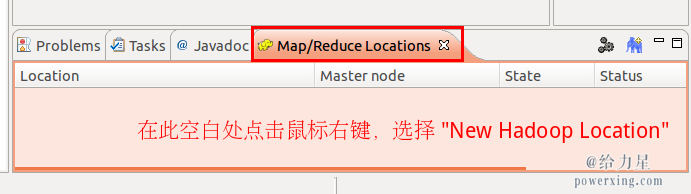 Problems Tasks @ Javadoc Map/Reduce Locations
Location Master node State Status
在此空白处点击鼠标右键，选择 "New Hadoop Location"
@给力星
powerxing.com